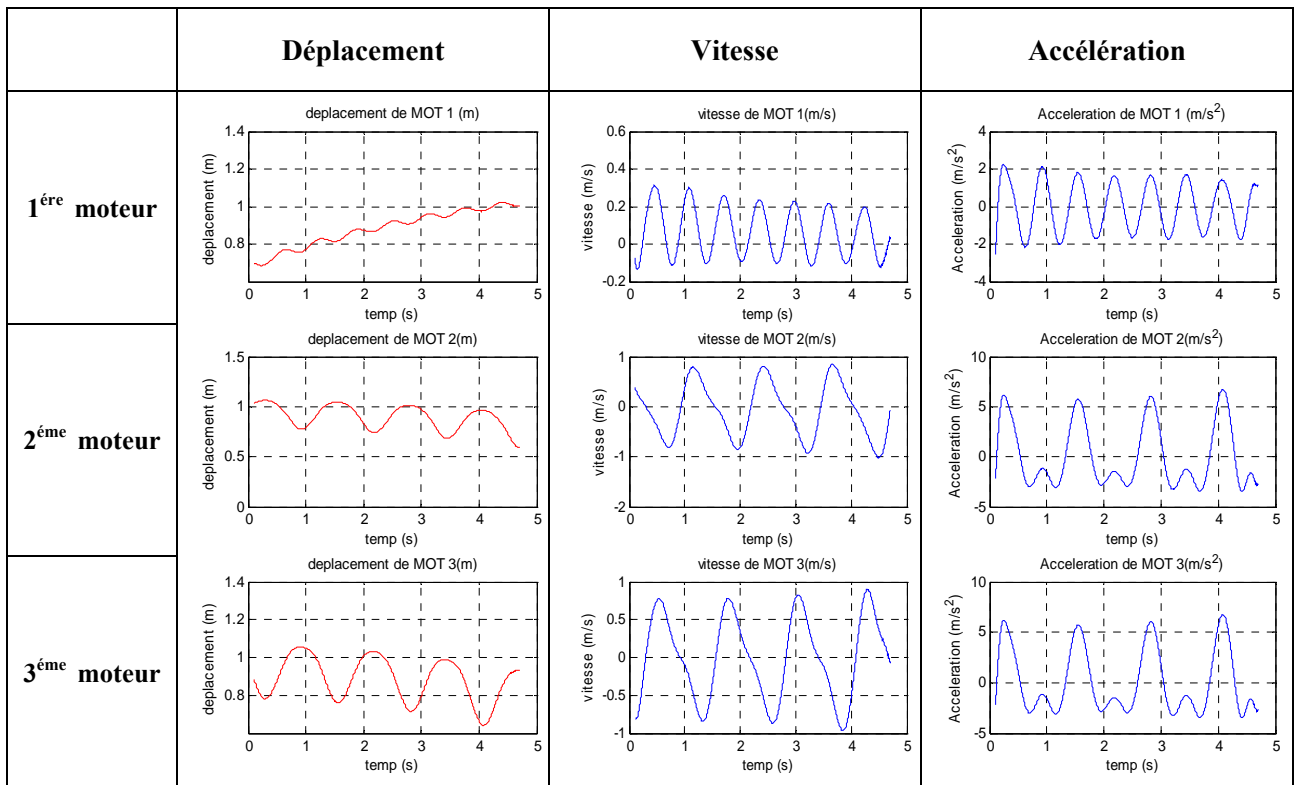 Déplacement
Vitesse
Accélération
1ére moteur
deplacement de MOT 1 (m)
deplacement (m)
1.4
1.2
1
0.8
0 1 2 3 4 5
temp (s)
vitesse de MOT 1(m/s)
vitesse (m/s)
0.6
0.4
0.2
0
-0.2
0 1 2 3 4 5
temp (s)
Acceleration de MOT 1 (m/s2)
Acceleration (m/s2)
4
2
0
-2
-4
0 1 2 3 4 5
temp (s)
2éme moteur
deplacement de MOT 2(m)
deplacement (m)
1.5
1
0.5
0
0 1 2 3 4 5
temp (s)
vitesse de MOT 2(m/s)
vitesse (m/s)
1
0
-1
-2
0 1 2 3 4 5
temp (s)
Acceleration de MOT 2(m/s2)
Acceleration (m/s2)
10
5
0
-5
0 1 2 3 4 5
temp (s)
3éme moteur
deplacement de MOT 3(m)
deplacement (m)
1.4
1.2
1
0.8
0 1 2 3 4 5
temp (s)
vitesse de MOT 3(m/s)
vitesse (m/s)
1
0.5
0
-0.5
-1
0 1 2 3 4 5
temp (s)
Acceleration de MOT 3(m/s2)
Acceleration (m/s2)
10
5
0
-5
0 1 2 3 4 5
temp (s)